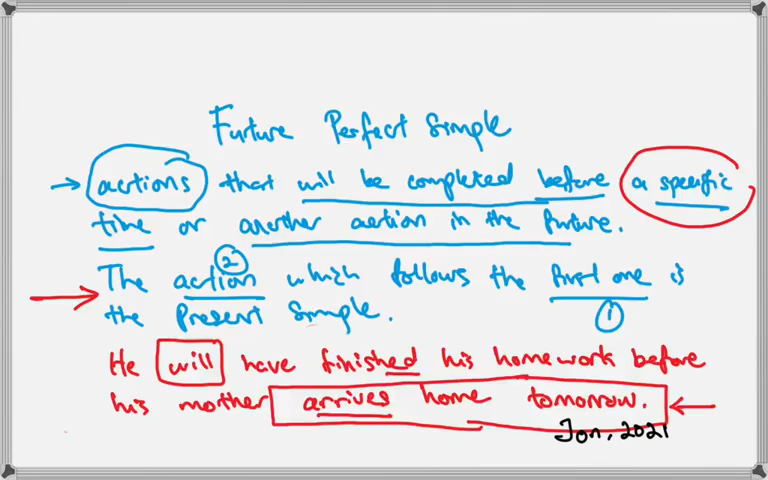 Future Perfect Simple
→ actions that will be completed before a specific
time or another action in the future.
2
→ The action which follows the first one is
the Present Simple.
1
He will have finished his homework before
his mother arrives home tomorrow. ←
Jon, 2021